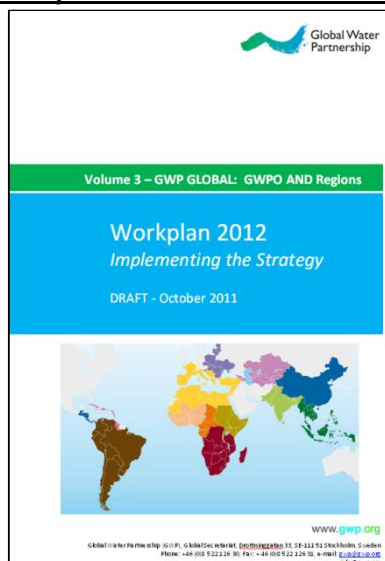 Global Water
Partnership
Volume 3 – GWP GLOBAL: GWPO AND Regions
Workplan 2012
Implementing the Strategy
DRAFT - October 2011
www.gwp.org
Global Water Partnership (GWP), Global Secretariat, Drottninggatan 33, SE-111 51 Stockholm, Sweden
Phone: +46 (0)8 522 126 30, Fax: + 46 (0)8 522 126 31, e-mail: gwp@gwp.org